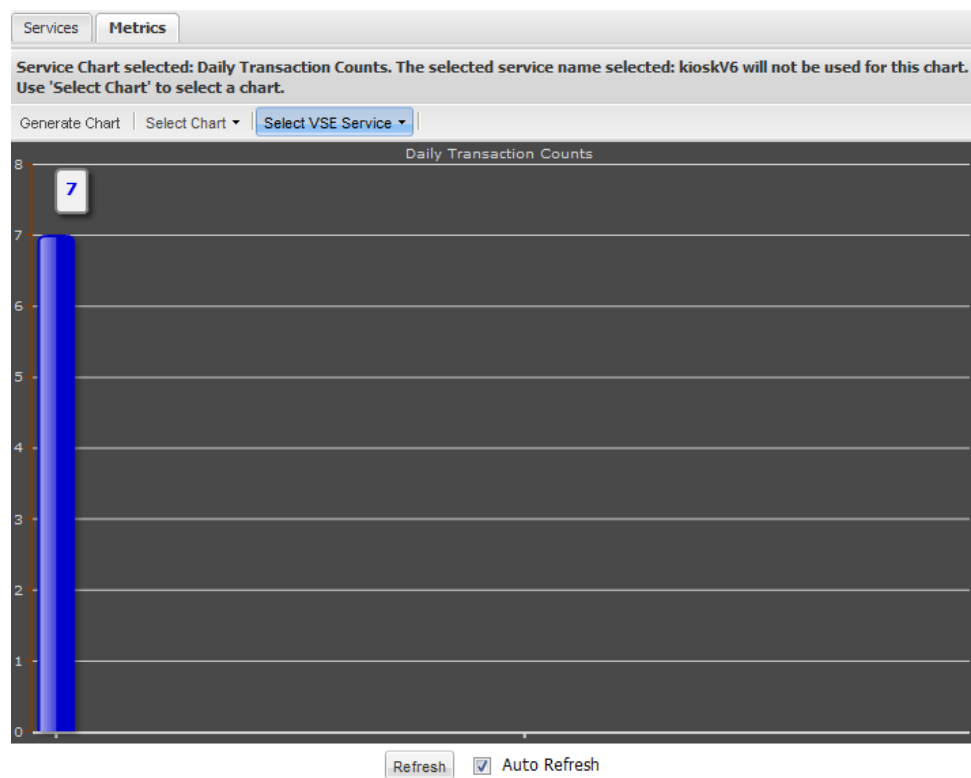 Services Metrics
Service Chart selected: Daily Transaction Counts. The selected service name selected: kioskV6 will not be used for this chart.
Use 'Select Chart' to select a chart.
Generate Chart Select Chart Select VSE Service
Daily Transaction Counts
8
7
7
6
5
4
3
2
1
0
Refresh Auto Refresh